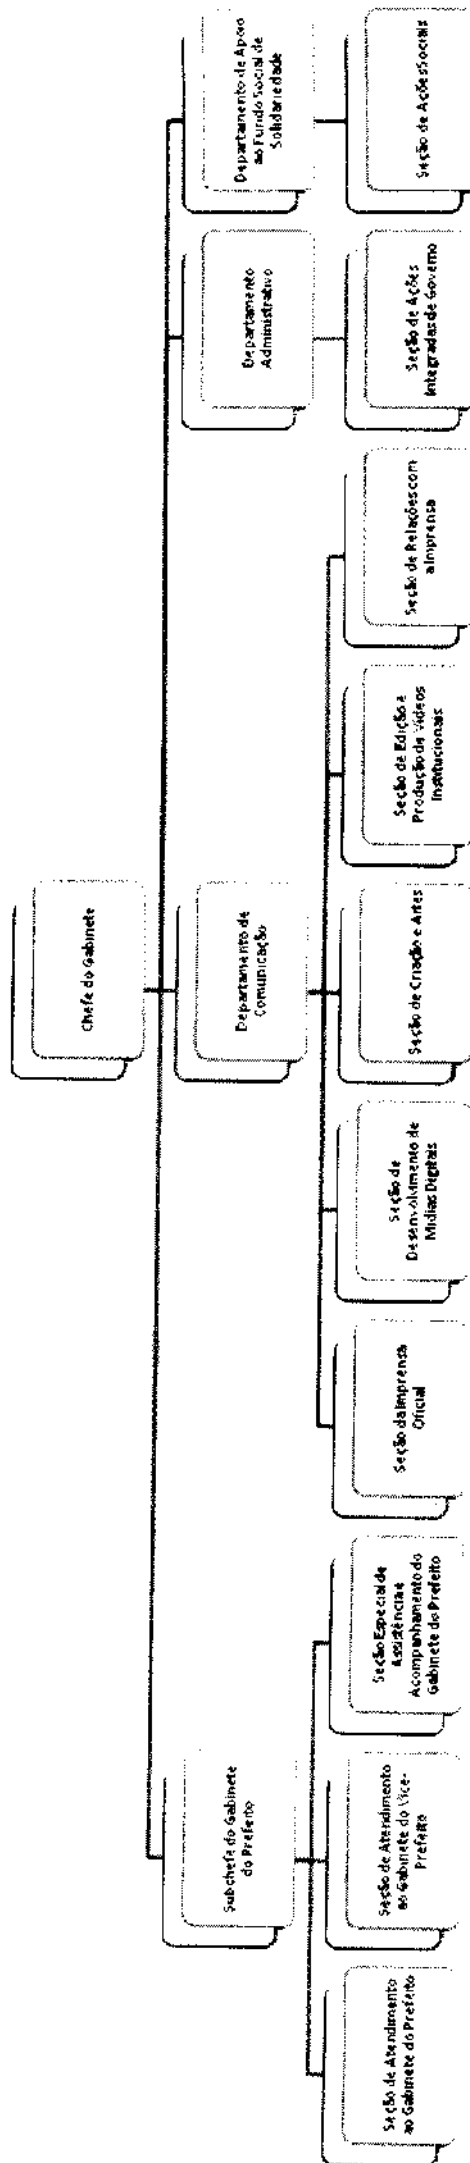 Chefe do Gabinete
Subchefe do Gabinete
do Prefeito
Departamento de
Comunicação
Departamento
Administrativo
Departamento de Apoio
ao Fundo Social de
Solidariedade
Seção de Atendimento
ao Gabinete do Prefeito
Seção de Atendimento
ao Gabinete do Vice-
Prefeito
Seção Especial de
Assistência e
Acompanhamento do
Gabinete do Prefeito
Seção da Imprensa
Oficial
Seção de
Desenvolvimento de
Mídias Digitais
Seção de Criação e Artes
Seção de Edição e
Produção de Vídeos
Institucionais
Seção de Relações com
a Imprensa
Seção de Ações
Integradas de Governo
Seção de Ações Sociais